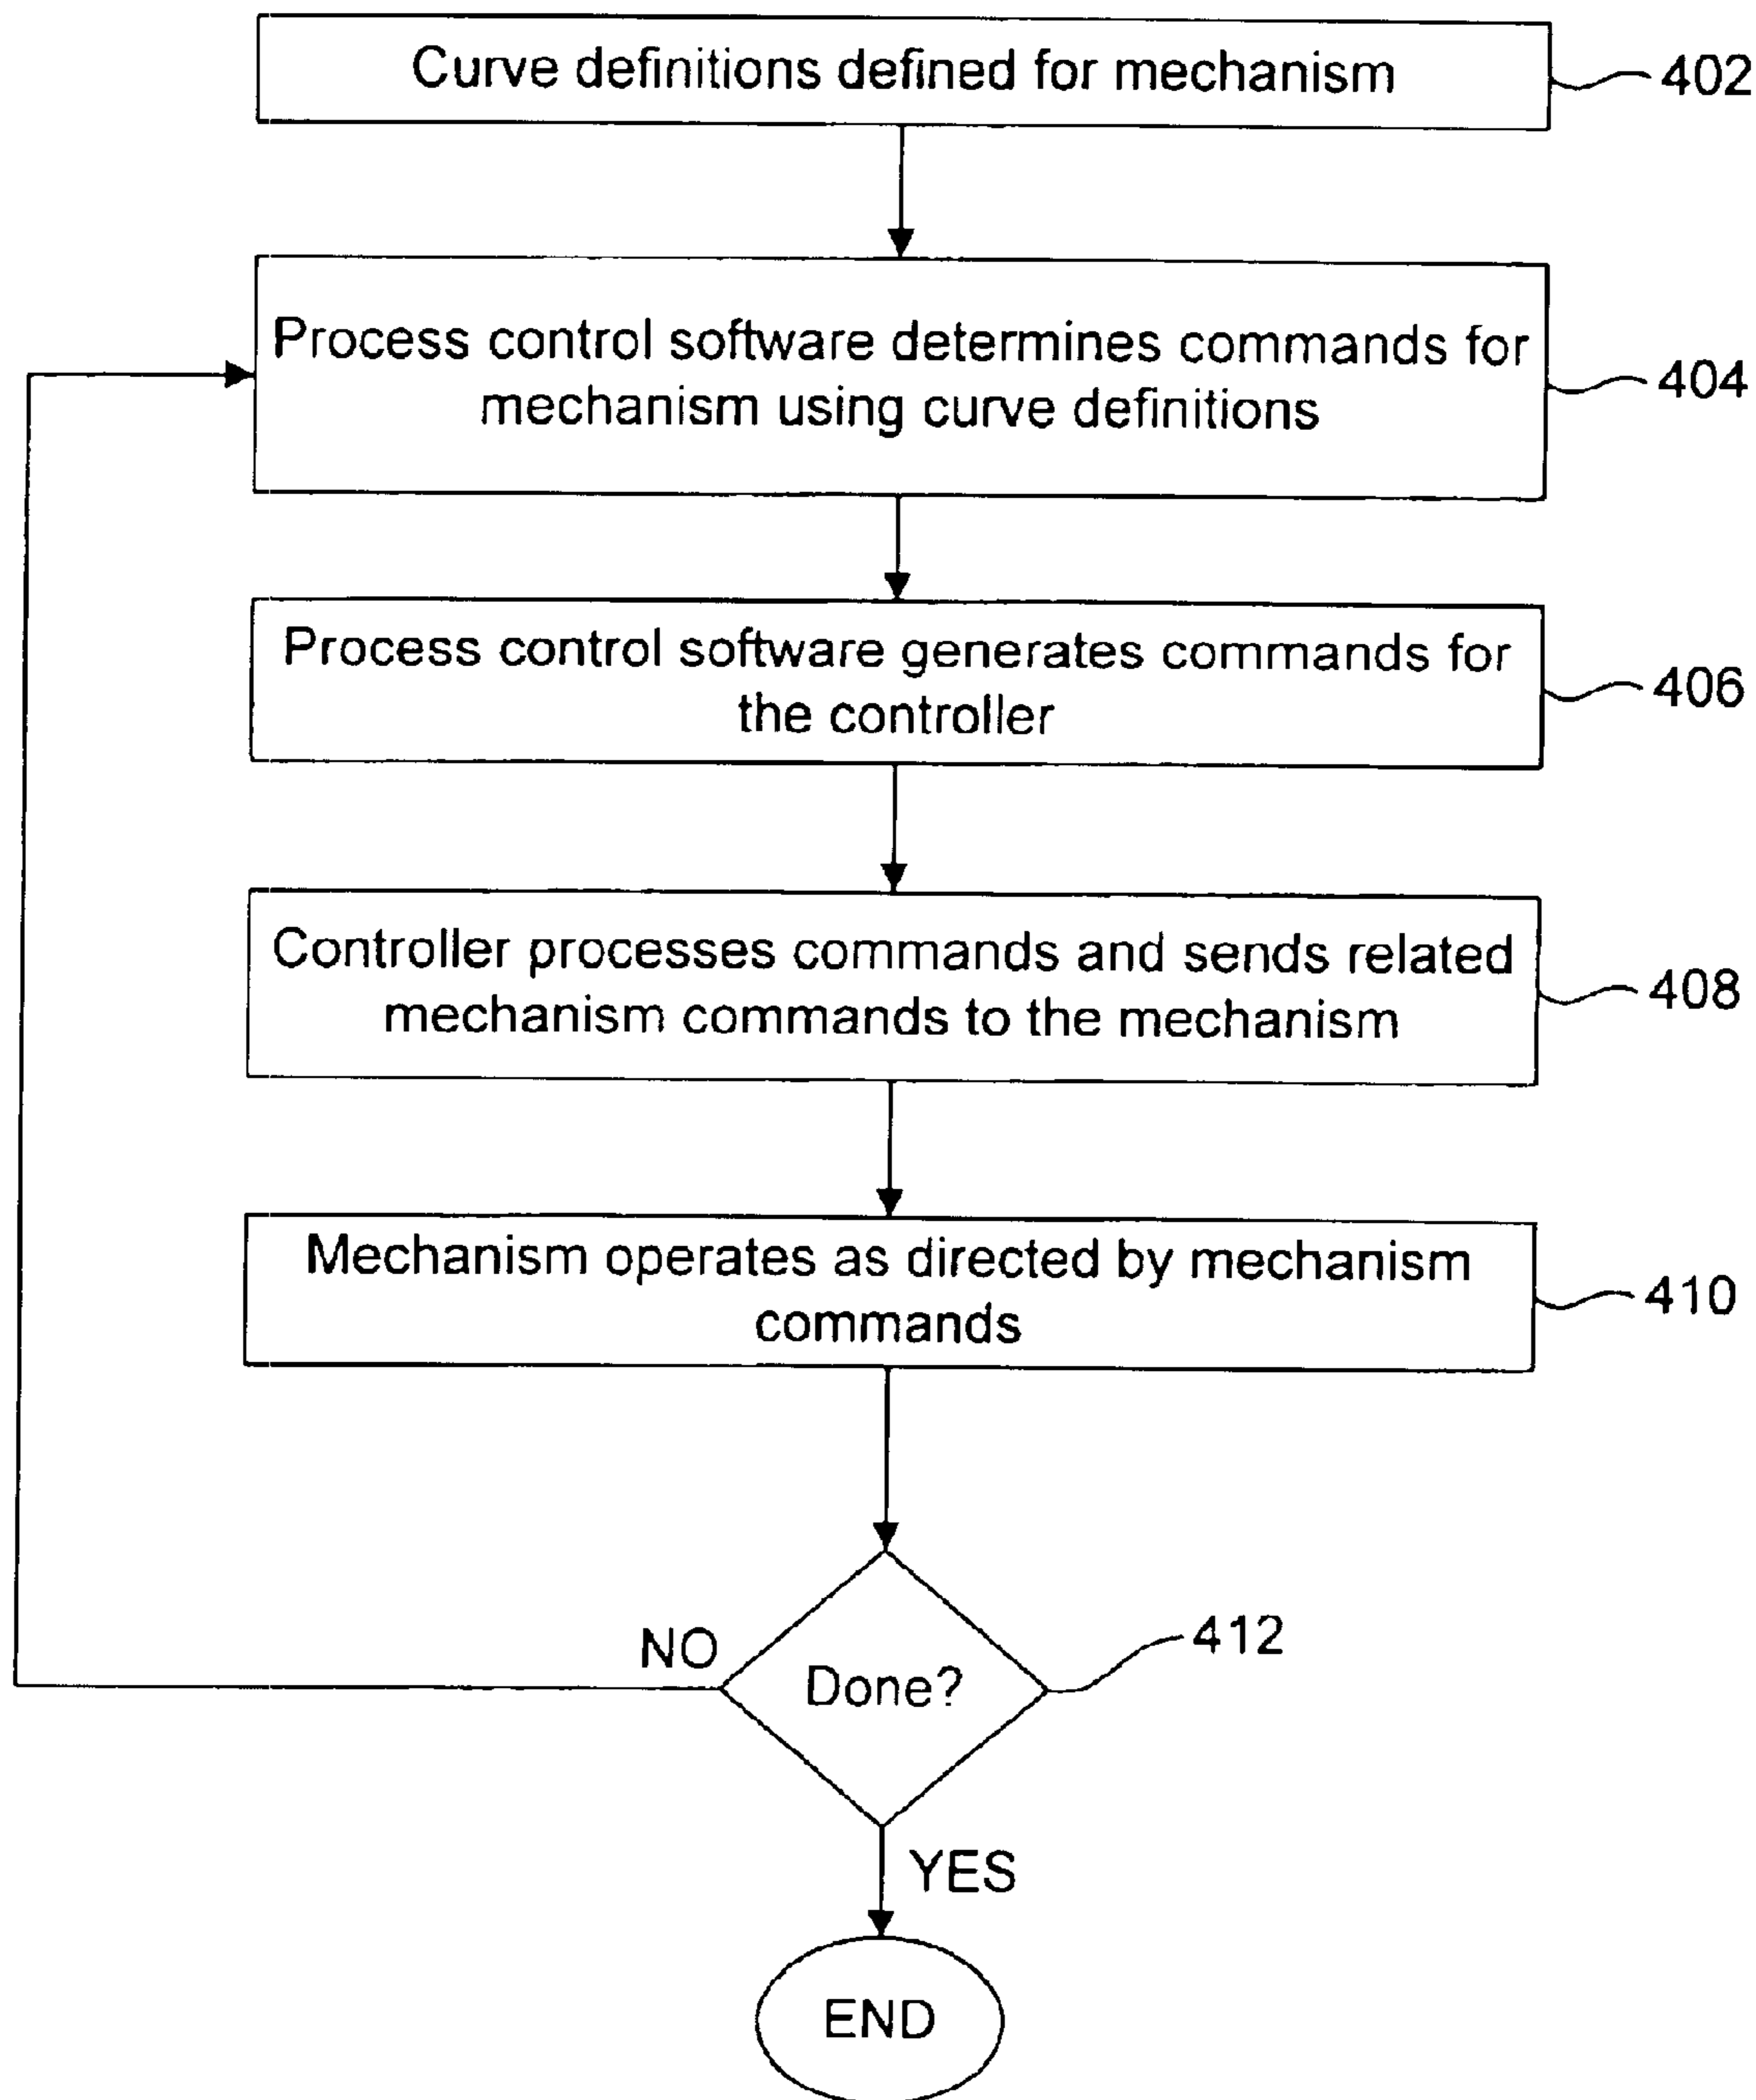 Curve definitions defined for mechanism
402
Process control software determines commands for
mechanism using curve definitions
404
Process control software generates commands for
the controller
406
Controller processes commands and sends related
mechanism commands to the mechanism
408
Mechanism operates as directed by mechanism
commands
410
412
NO
Done?
YES
END